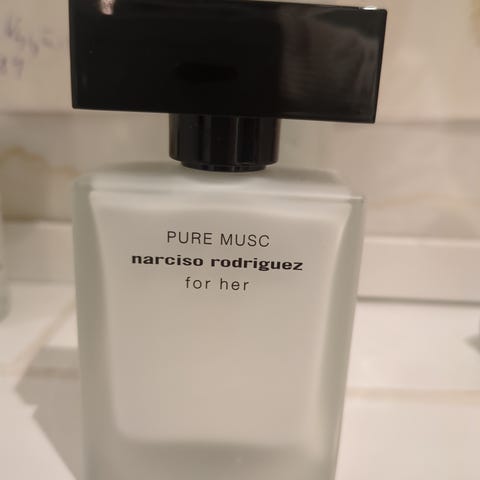 PURE MUSC
narciso rodriguez
for her